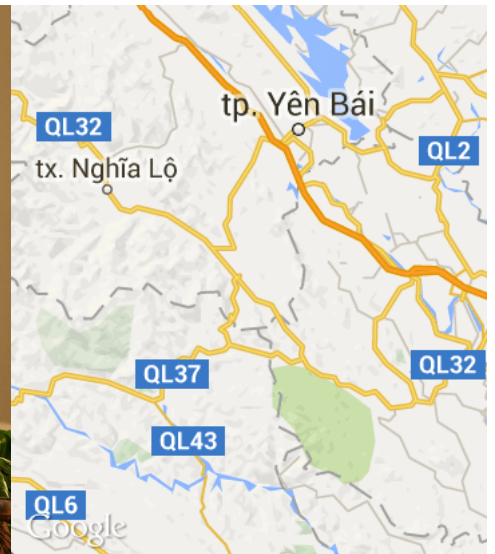 tp. Yên Bái
QL32
QL2
tx. Nghĩa Lộ
QL32
QL37
QL43
QL6
Google